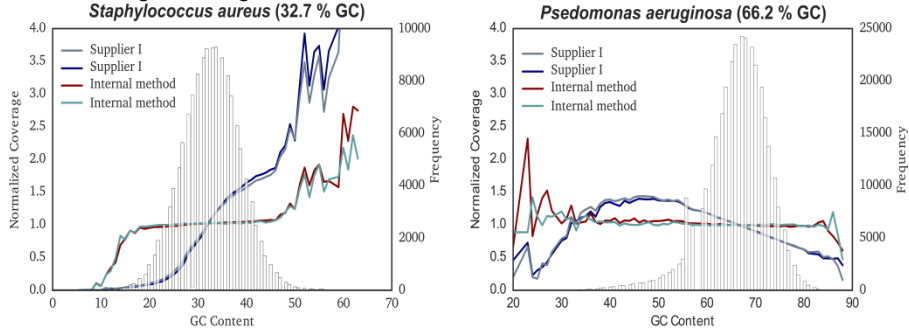 Staphylococcus aureus (32.7 % GC)
4.0
3.5
3.0
2.5
2.0
1.5
1.0
0.5
0.0
Normalized Coverage
Supplier I
Supplier I
Internal method
Internal method
10000
8000
6000
4000
2000
0
Frequency
0 10 20 30 40 50 60 70
GC Content
Psedomonas aeruginosa (66.2 % GC)
4.0
3.5
3.0
2.5
2.0
1.5
1.0
0.5
0.0
Normalized Coverage
Supplier I
Supplier I
Internal method
Internal method
25000
20000
15000
10000
5000
0
Frequency
20 30 40 50 60 70 80 90
GC Content